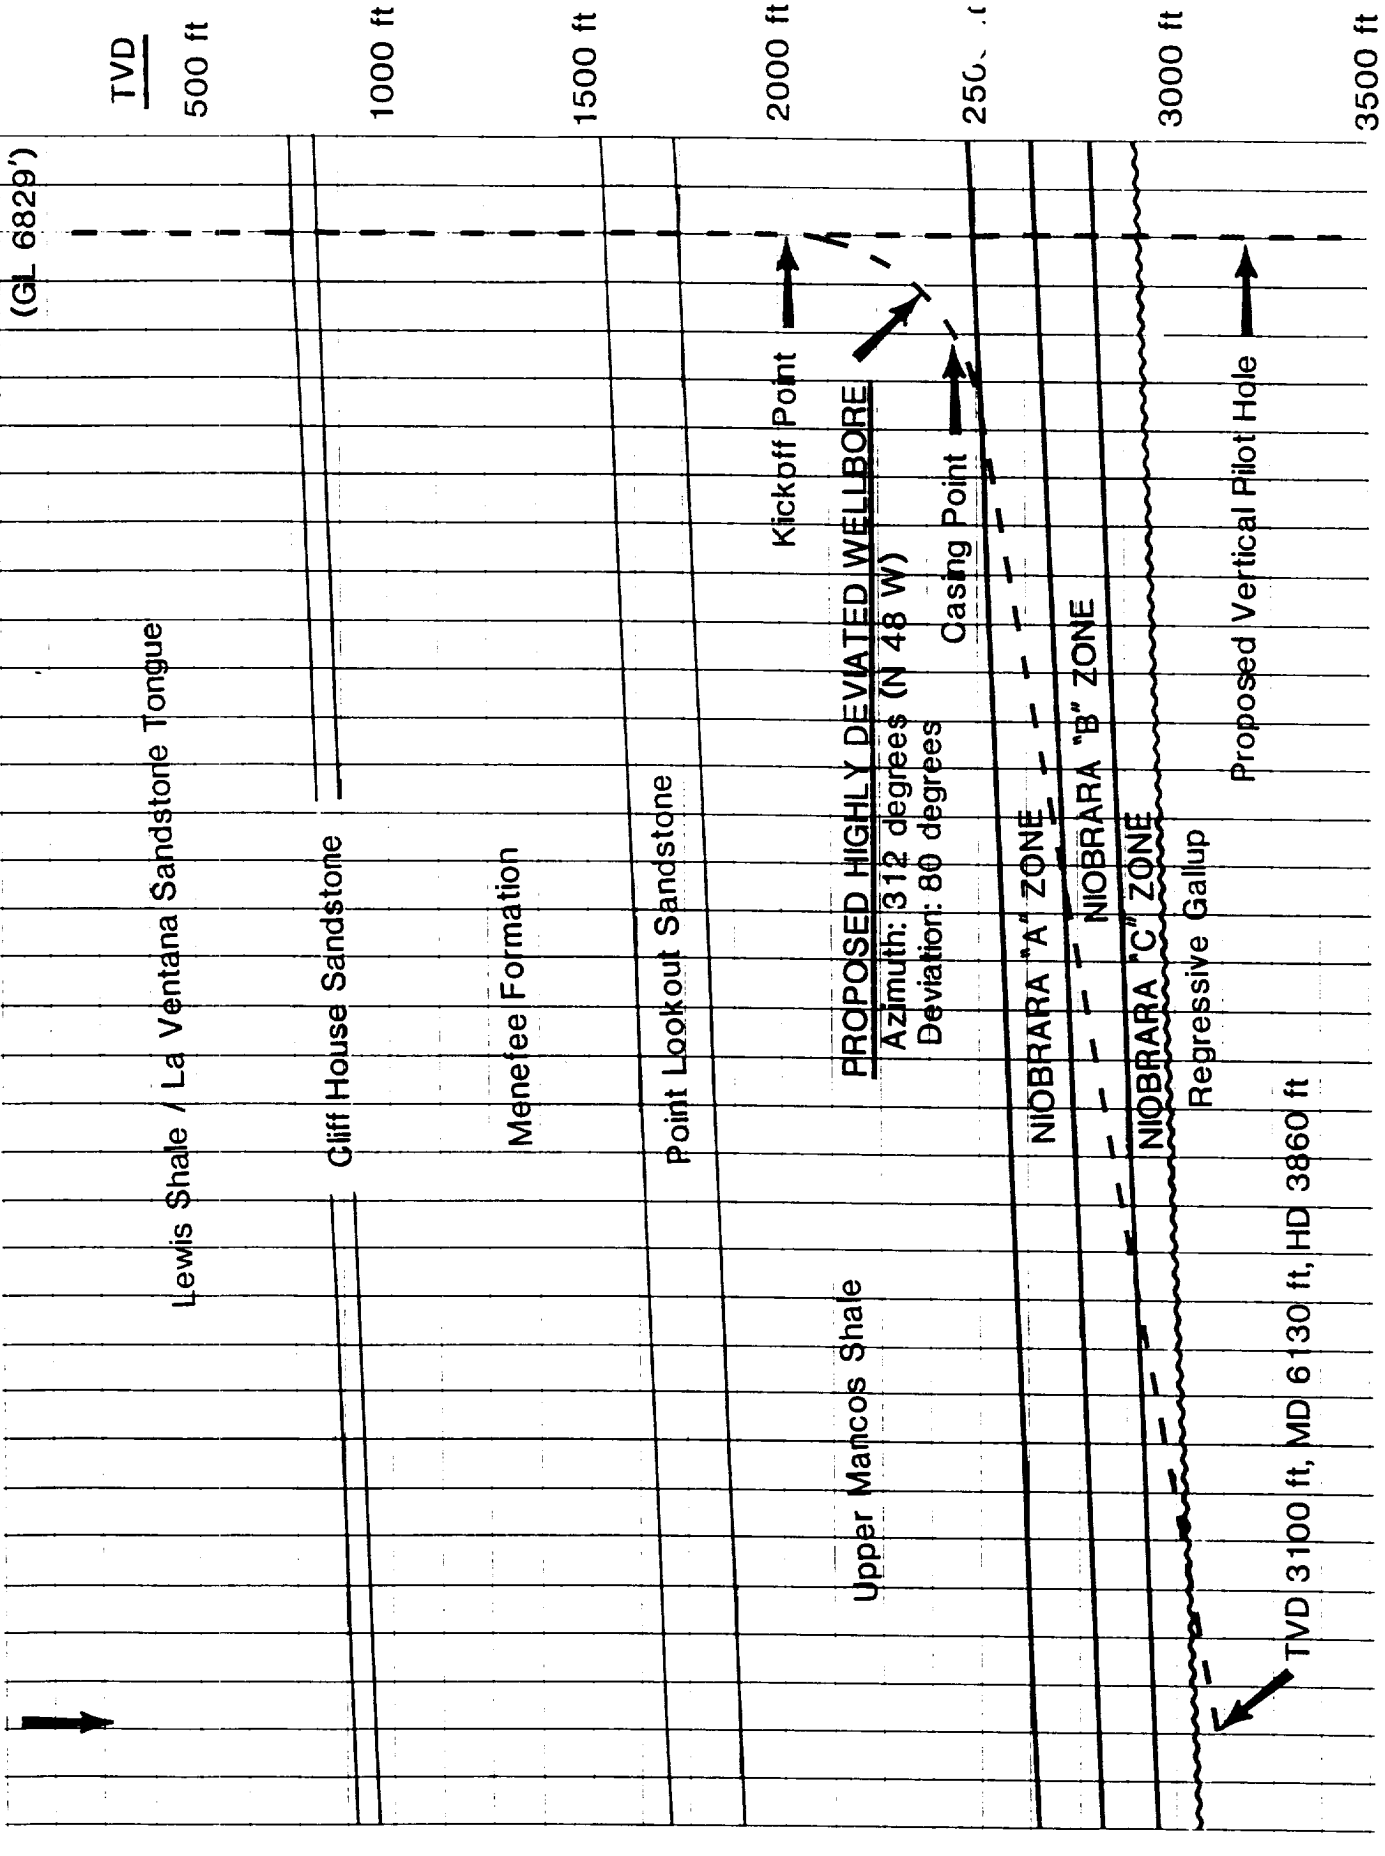 (GL 6829')
TVD
500 ft
1000 ft
1500 ft
2000 ft
3000 ft
3500 ft
Lewis Shale / La Ventana Sandstone Tongue
Cliff House Sandstone
Menefee Formation
Point Lookout Sandstone
Kickoff Point
PROPOSED HIGHLY DEVIATED WELLBORE
Azimuth: 312 degrees (N 48 W)
Deviation: 80 degrees
Casing Point
Upper Mancos Shale
NIOBRARA "A" ZONE
NIOBRARA "B" ZONE
NIOBRARA "C" ZONE
Regressive Gallup
Proposed Vertical Pilot Hole
TVD 3100 ft, MD 6130 ft, HD 3860 ft